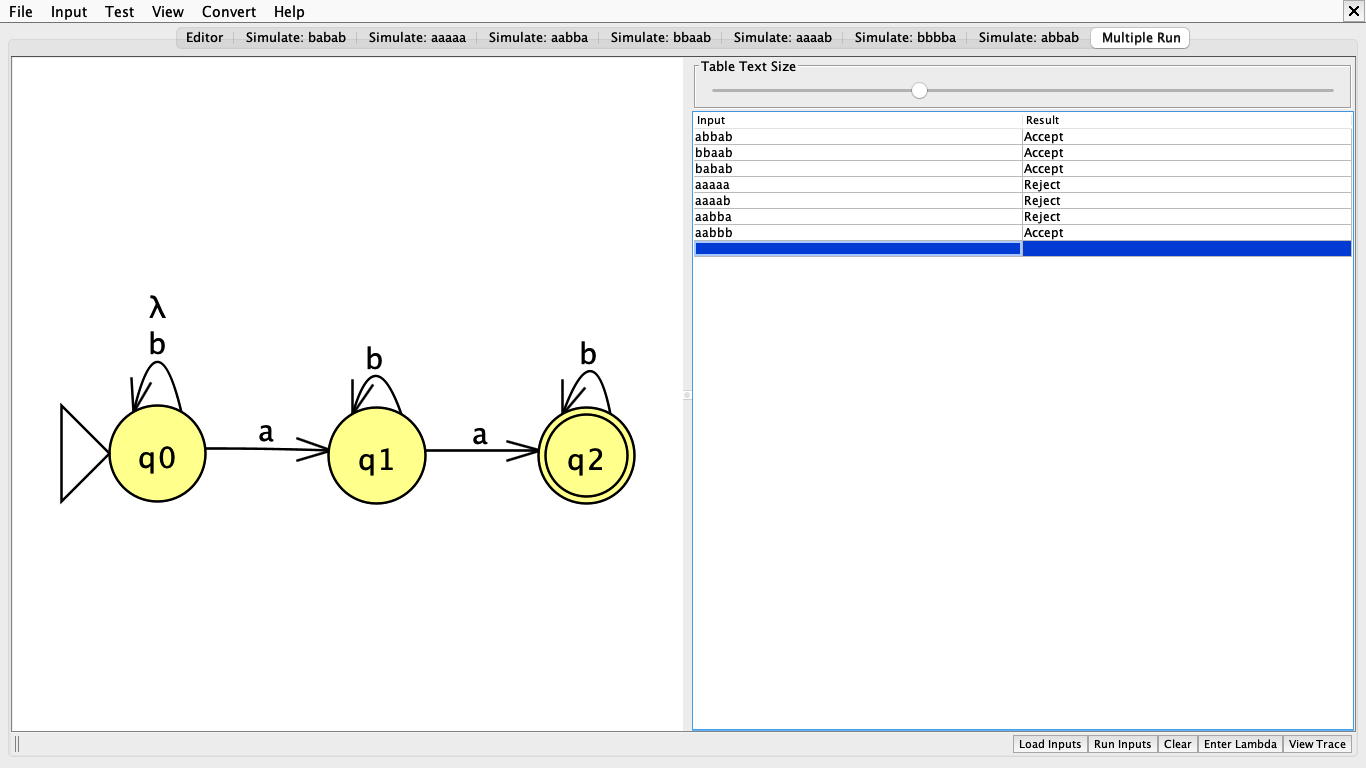 File Input Test View Convert Help
Editor Simulate: babab Simulate: aaaaa Simulate: aabba Simulate: bbaab Simulate: aaaab Simulate: bbbba Simulate: abbab Multiple Run
Table Text Size
Input Result
abbab Accept
bbaab Accept
babab Accept
aaaaa Reject
aaaab Reject
aabba Reject
aabbb Accept
λ
b
b
b
a
a
q0
q1
q2
Load Inputs Run Inputs Clear Enter Lambda View Trace